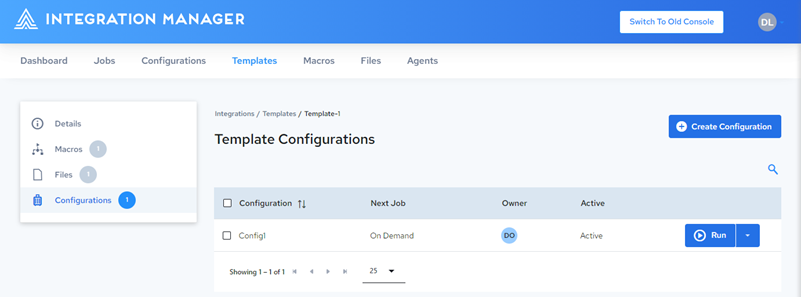 INTEGRATION MANAGER
Switch To Old Console
DL
Dashboard Jobs Configurations Templates Macros Files Agents
Details
Macros 1
Files 1
Configurations 1
Integrations / Templates / Template-1
Template Configurations
Create Configuration
Configuration Next Job Owner Active
Config1 On Demand DO Active Run
Showing 1 – 1 of 1 25